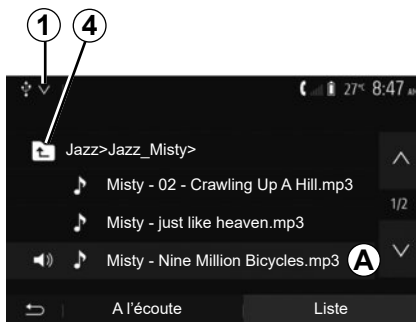 1 4
27°C 8:47 AM
Jazz>Jazz_Misty>
Misty - 02 - Crawling Up A Hill.mp3
Misty - just like heaven.mp3
1/2
Misty - Nine Million Bicycles.mp3 A
A l'écoute Liste